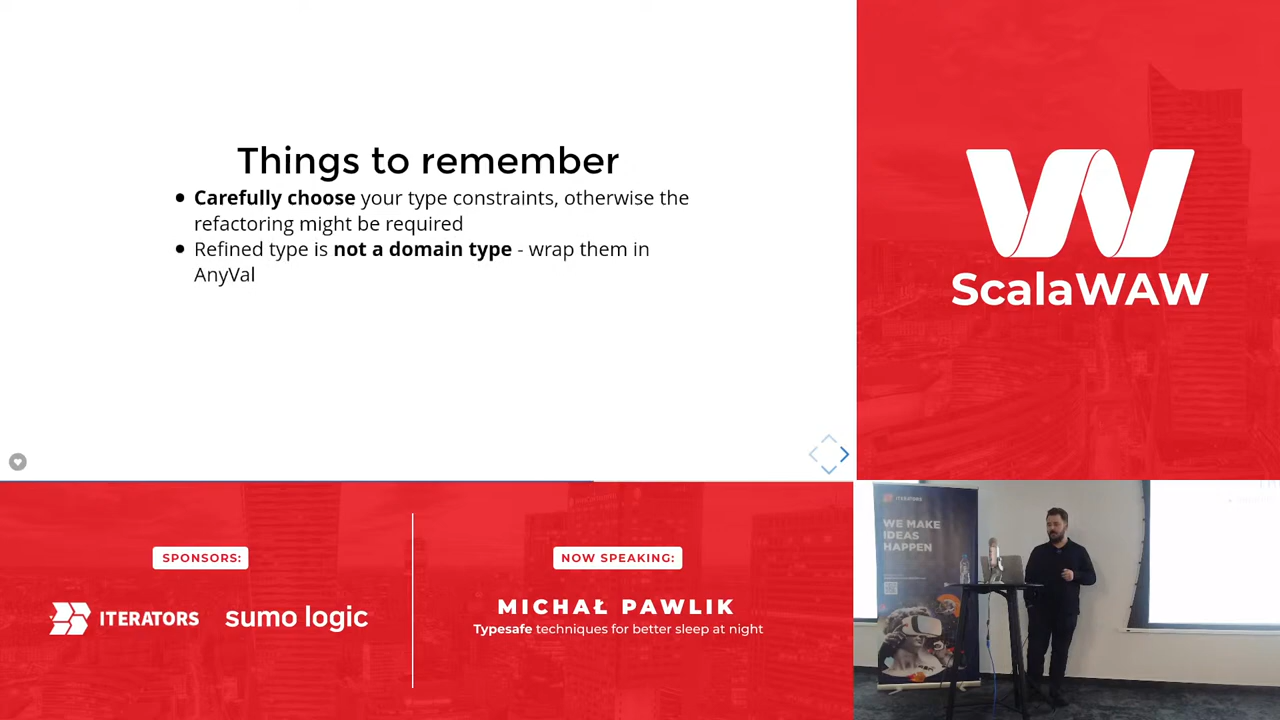 Things to remember
Carefully choose your type constraints, otherwise the
refactoring might be required
Refined type is not a domain type - wrap them in
AnyVal
ScalaWAW
SPONSORS:
ITERATORS
sumo logic
NOW SPEAKING:
MICHAŁ PAWLIK
Typesafe techniques for better sleep at night
ITERATORS
WE MAKE
IDEAS
HAPPEN